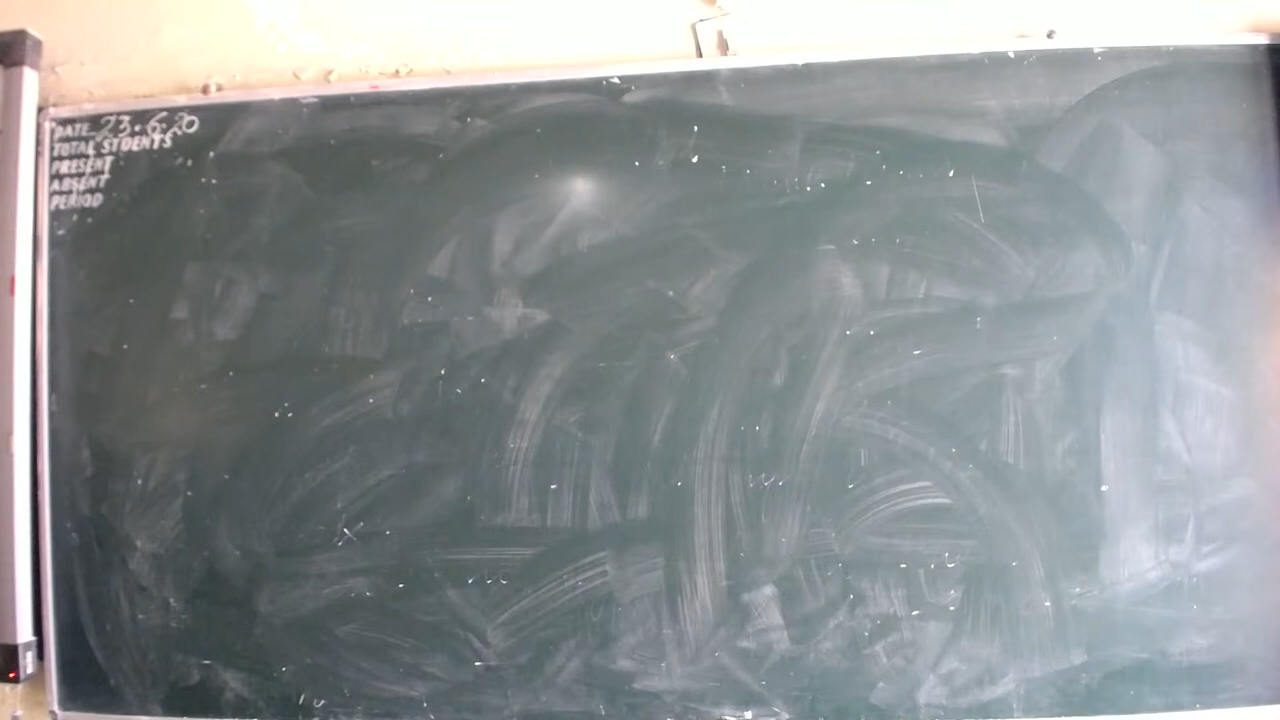 DATE 23.6.20
TOTAL STDENTS
PRESENT
ABSENT
PERIOD